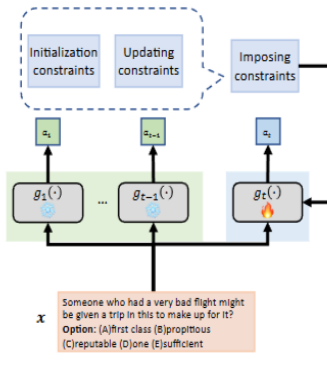 Initialization constraints
Updating constraints
Imposing constraints
a₁
aₜ₋₁
aₜ
g₁(·)
...
gₜ₋₁(·)
gₜ(·)
x
Someone who had a very bad flight might
be given a trip in this to make up for it?
Option: (A)first class (B)propitious
(C)reputable (D)one (E)sufficient